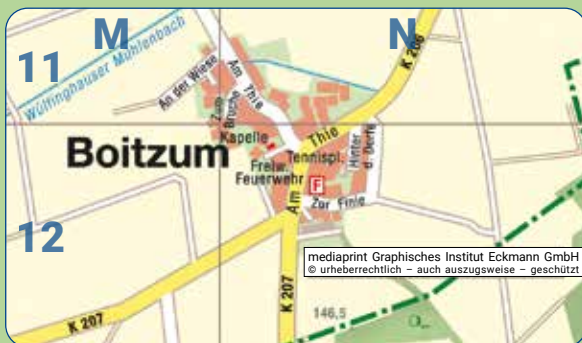 M
N
11
K 206
An der Wiese
Am Thie
Wülfinghauser Mühlenbach
Zum
Bruche
Kapelle
Thie
Boitzum
Freiw.
Feuerwehr
Tennispl.
Hinter
d. Dorfe
F
Am
Zur Finie
12
mediaprint Graphisches Institut Eckmann GmbH
© urheberrechtlich – auch auszugsweise – geschützt
K 207
K 207
146,5